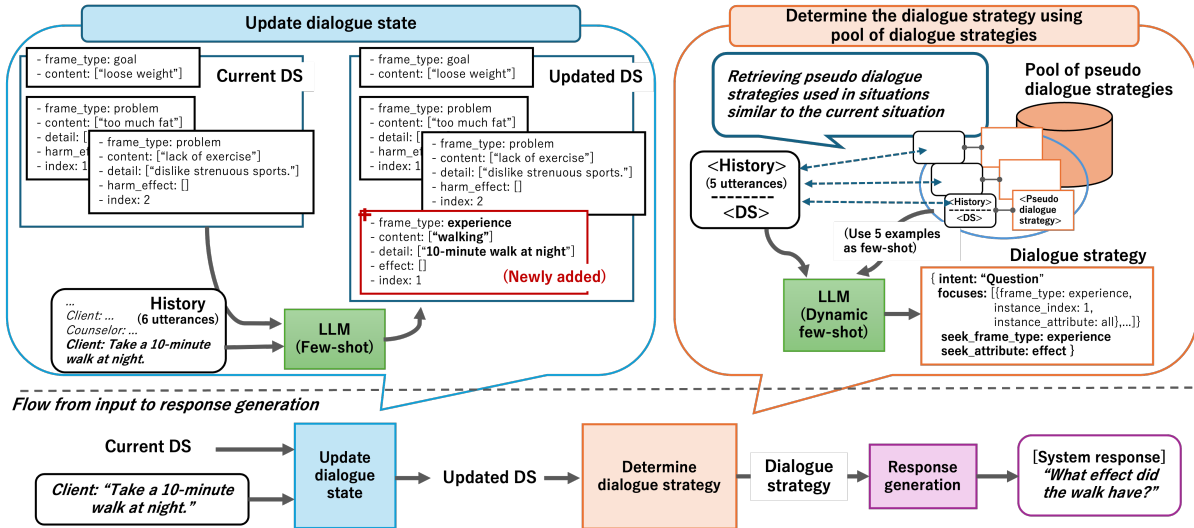 Update dialogue state
- frame_type: goal
- content: ["loose weight"]
Current DS
- frame_type: problem
- content: ["too much fat"]
- detail: [
- harm_ef
- index: 1
- frame_type: problem
- content: ["lack of exercise"]
- detail: ["dislike strenuous sports."]
- harm_effect: []
- index: 2
- frame_type: goal
- content: ["loose weight"]
Updated DS
- frame_type: problem
- content: ["too much fat"]
- detail: [
- harm_ef
- index: 1
- frame_type: problem
- content: ["lack of exercise"]
- detail: ["dislike strenuous sports."]
- harm_effect: []
- index: 2
+
- frame_type: experience
- content: ["walking"]
- detail: ["10-minute walk at night"]
- effect: []
- index: 1
(Newly added)
...
History
(6 utterances)
Client: ...
Counselor: ...
Client: Take a 10-minute
walk at night.
LLM
(Few-shot)
Determine the dialogue strategy using
pool of dialogue strategies
Retrieving pseudo dialogue
strategies used in situations
similar to the current situation
Pool of pseudo
dialogue strategies
<History>
(5 utterances)
<DS>
<History>
<DS>
<Pseudo
dialogue
strategy>
(Use 5 examples
as few-shot)
LLM
(Dynamic
few-shot)
Dialogue strategy
{ intent: "Question"
focuses: [{frame_type: experience,
instance_index: 1,
instance_attribute: all},...]}
seek_frame_type: experience
seek_attribute: effect }
Flow from input to response generation
Current DS
Client: "Take a 10-minute
walk at night."
Update
dialogue
state
Updated DS
Determine
dialogue strategy
Dialogue
strategy
Response
generation
[System response]
"What effect did
the walk have?"